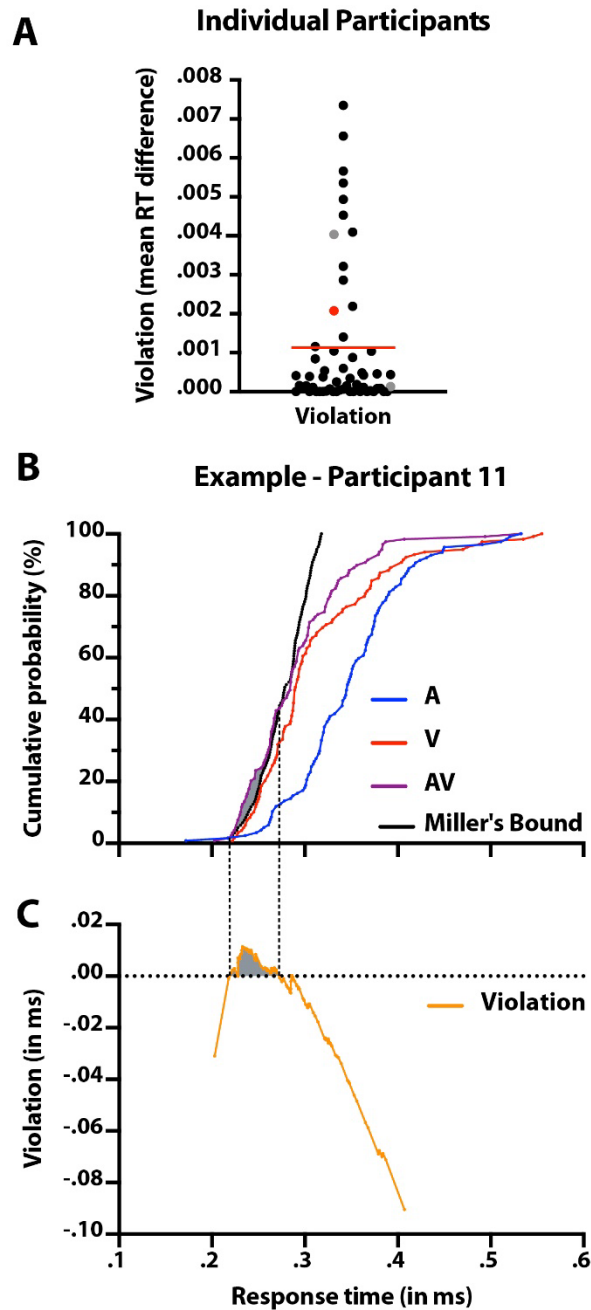 A
Individual Participants
Violation (mean RT difference)
.008
.007
.006
.005
.004
.003
.002
.001
.000
Violation
B
Example - Participant 11
Cumulative probability (%)
100
80
60
40
20
0
A
V
AV
Miller's Bound
C
Violation (in ms)
.02
.00
-.02
-.04
-.06
-.08
-.10
Violation
.1 .2 .3 .4 .5 .6
Response time (in ms)